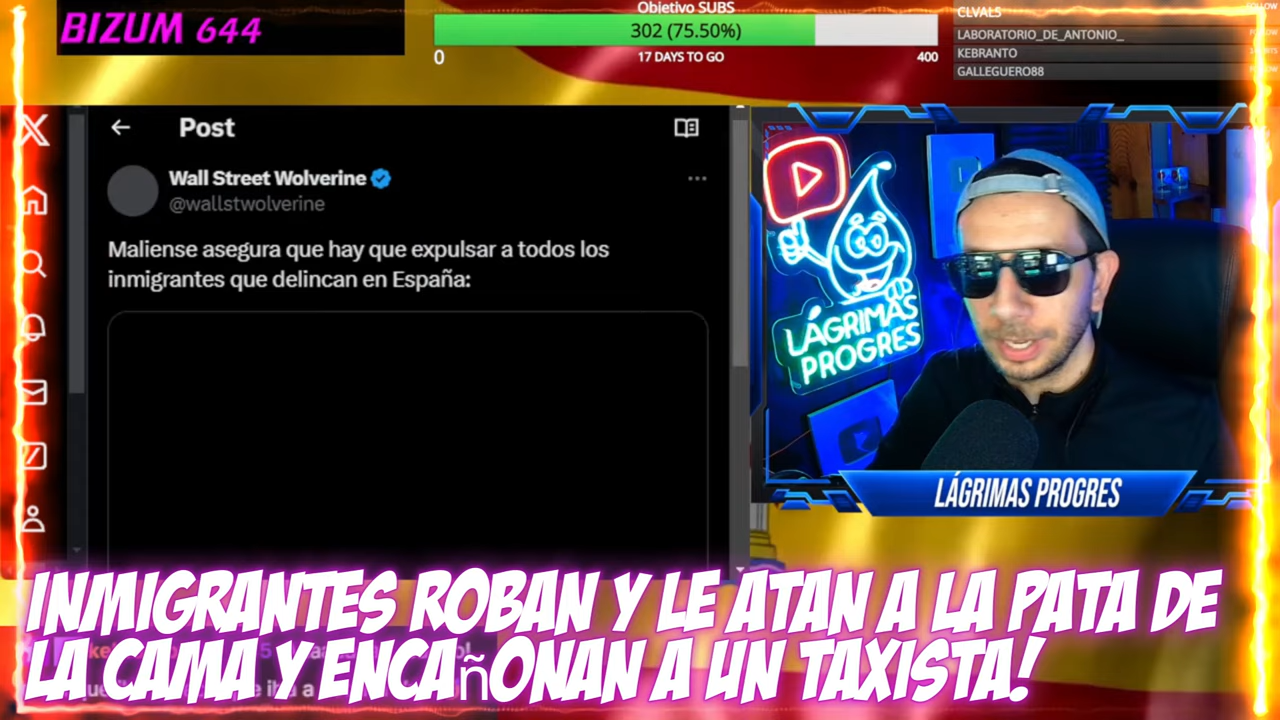 BIZUM 644
Objetivo SUBS
302 (75.50%)
0
17 DAYS TO GO
400
CLVAL5
LABORATORIO_DE_ANTONIO_
KEBRANTO
GALLEGUERO88
Post
Wall Street Wolverine
@wallstwolverine
Maliense asegura que hay que expulsar a todos los
inmigrantes que delincan en España:
LÁGRIMAS
PROGRES
LÁGRIMAS PROGRES
INMIGRANTES ROBAN Y LE ATAN A LA PATA DE
LA CAMA Y ENCAñONAN A UN TAXISTA!